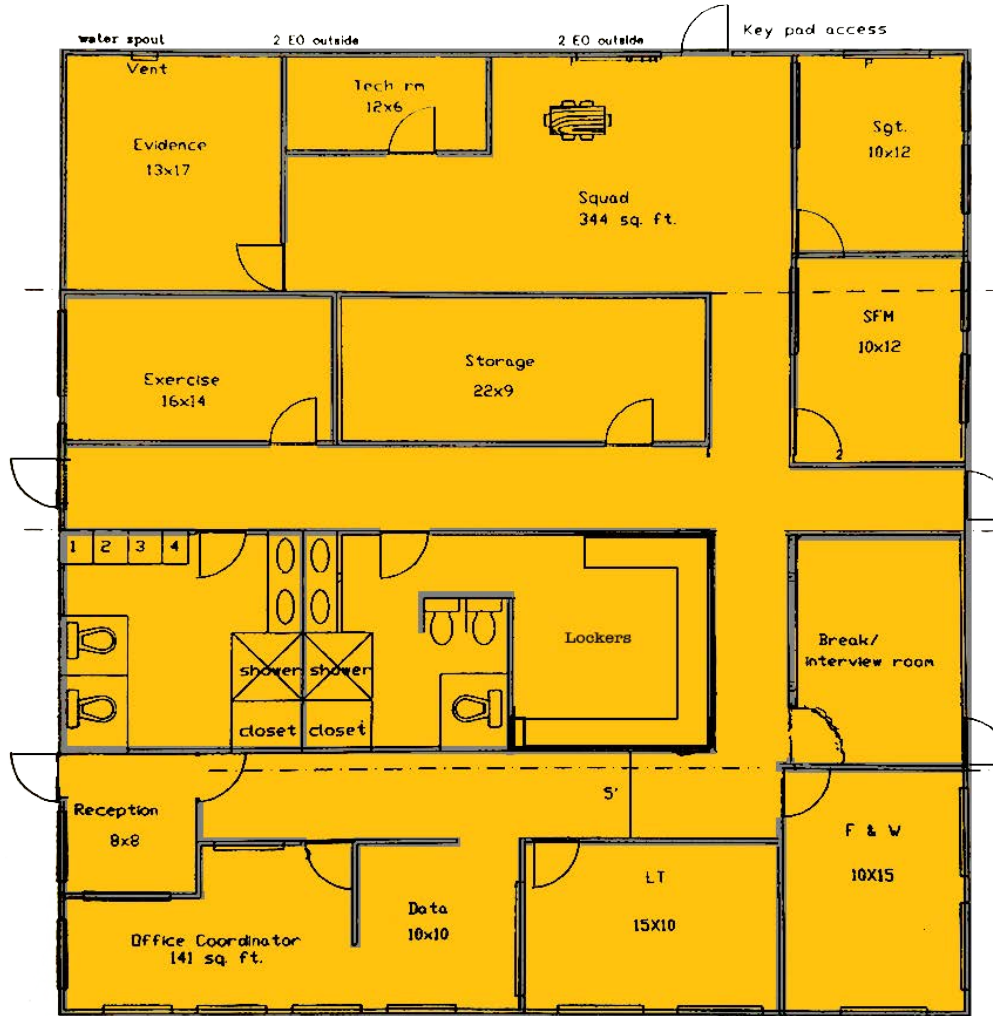 water spout
2 EO outside
2 EO outside
Key pad access
Vent
Tech rm
12x6
Evidence
13x17
Sgt.
10x12
Squad
344 sq. ft.
SFM
10x12
Exercise
16x14
Storage
22x9
2
1 2 3 4
Lockers
Break/
interview room
shower
shower
closet
closet
5'
Reception
8x8
F & W
10X15
LT
15X10
Data
10x10
Office Coordinator
141 sq. ft.